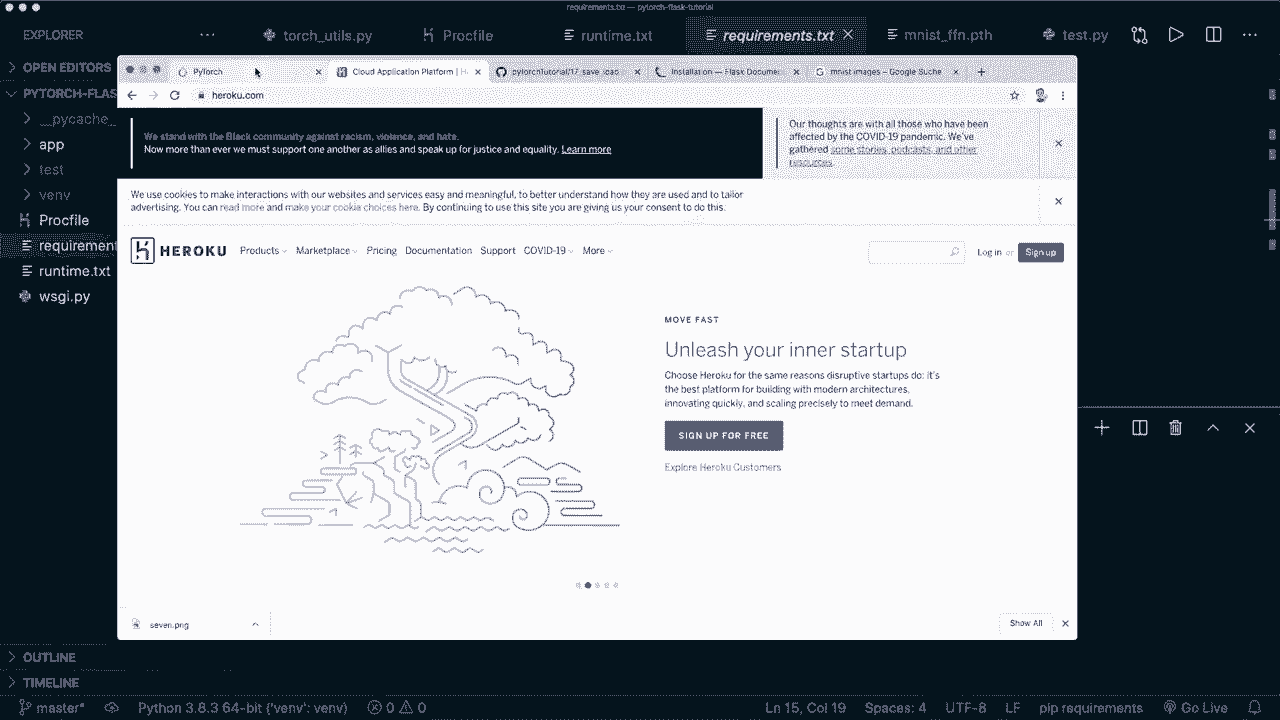 requirements.txt — pytorch-flask-tutorial
EXPLORER
torch_utils.py
Procfile
runtime.txt
requirements.txt
mnist_ffn.pth
test.py
OPEN EDITORS
PYTORCH-FLAS
__pycache_
app
test
venv
Procfile
requirement
runtime.txt
wsgi.py
PyTorch
Cloud Application Platform | H
pytorchTutorial/17_save_load
Installation — Flask Docu
mnist images - Google Suche
heroku.com
We stand with the Black community against racism, violence, and hate.
Now more than ever we must support one another as allies and speak up for justice and equality. Learn more
Our thoughts are with all those who have been
affected by the COVID-19 pandemic. We've
gathered some stories, podcasts, and other
resources.
We use cookies to make interactions with our websites and services easy and meaningful, to better understand how they are used and to tailor
advertising. You can read more and make your cookie choices here. By continuing to use this site you are giving us your consent to do this.
HEROKU
Products
Marketplace
Pricing
Documentation
Support
COVID-19
More
Log in or
Sign up
MOVE FAST
Unleash your inner startup
Choose Heroku for the same reasons disruptive startups do: it's
the best platform for building with modern architectures,
innovating quickly, and scaling precisely to meet demand.
SIGN UP FOR FREE
Explore Heroku Customers
seven.png
Show All
OUTLINE
TIMELINE
master*
Python 3.8.3 64-bit ('venv': venv)
0
0
Ln 15, Col 19
Spaces: 4
UTF-8
LF
pip requirements
Go Live